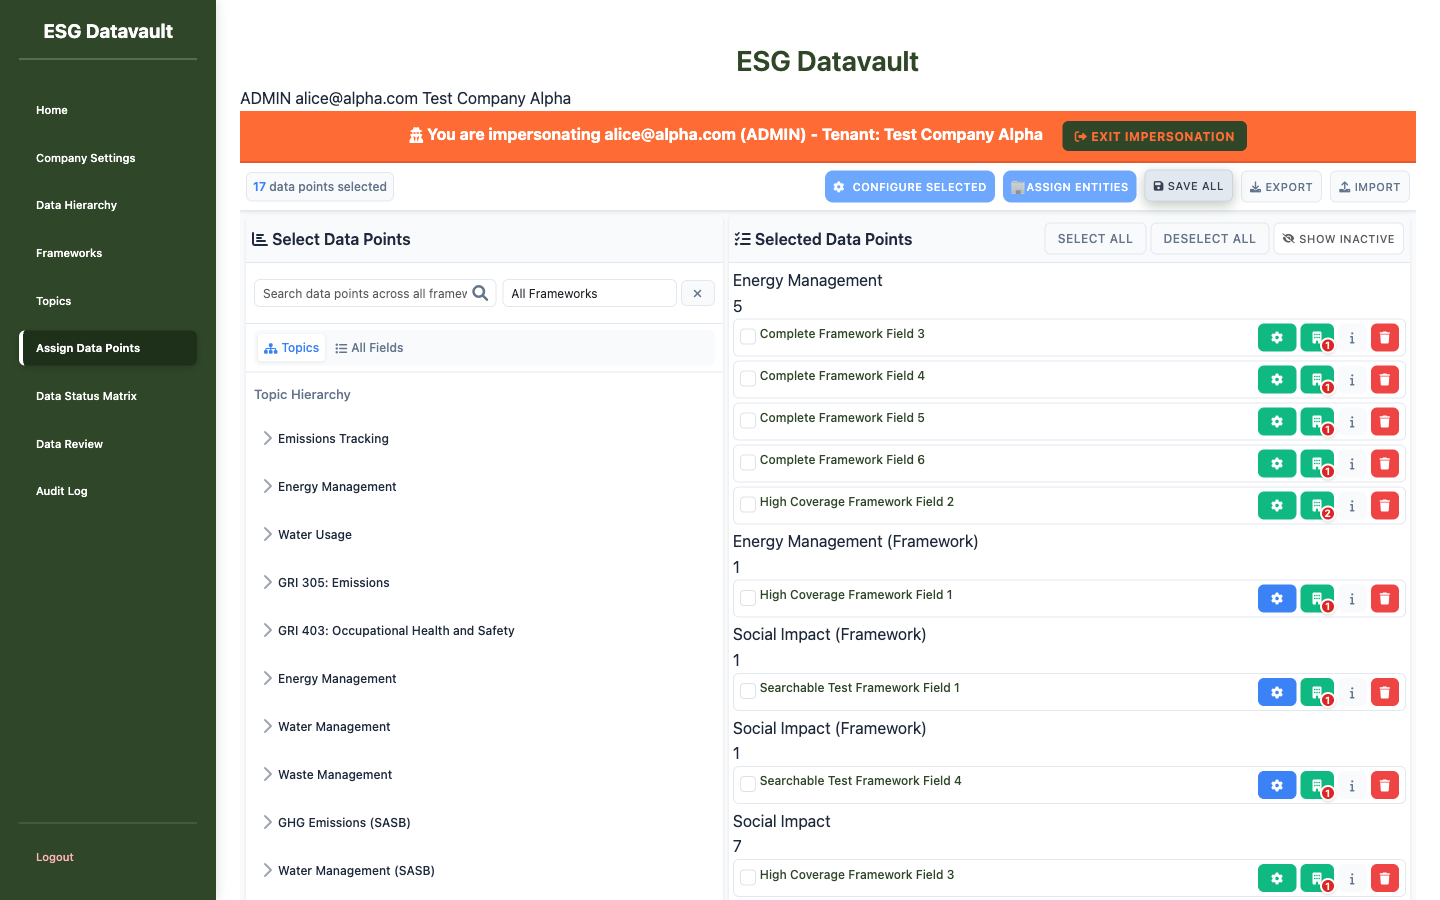 ESG Datavault
Home
Company Settings
Data Hierarchy
Frameworks
Topics
Assign Data Points
Data Status Matrix
Data Review
Audit Log
Logout
ESG Datavault
ADMIN alice@alpha.com Test Company Alpha
You are impersonating alice@alpha.com (ADMIN) - Tenant: Test Company Alpha
EXIT IMPERSONATION
17 data points selected
CONFIGURE SELECTED
ASSIGN ENTITIES
SAVE ALL
EXPORT
IMPORT
Select Data Points
Search data points across all framew
All Frameworks
Topics
All Fields
Topic Hierarchy
Emissions Tracking
Energy Management
Water Usage
GRI 305: Emissions
GRI 403: Occupational Health and Safety
Energy Management
Water Management
Waste Management
GHG Emissions (SASB)
Water Management (SASB)
Selected Data Points
SELECT ALL
DESELECT ALL
SHOW INACTIVE
Energy Management
5
Complete Framework Field 3
1
Complete Framework Field 4
1
Complete Framework Field 5
1
Complete Framework Field 6
1
High Coverage Framework Field 2
2
Energy Management (Framework)
1
High Coverage Framework Field 1
1
Social Impact (Framework)
1
Searchable Test Framework Field 1
1
Social Impact (Framework)
1
Searchable Test Framework Field 4
1
Social Impact
7
High Coverage Framework Field 3
1